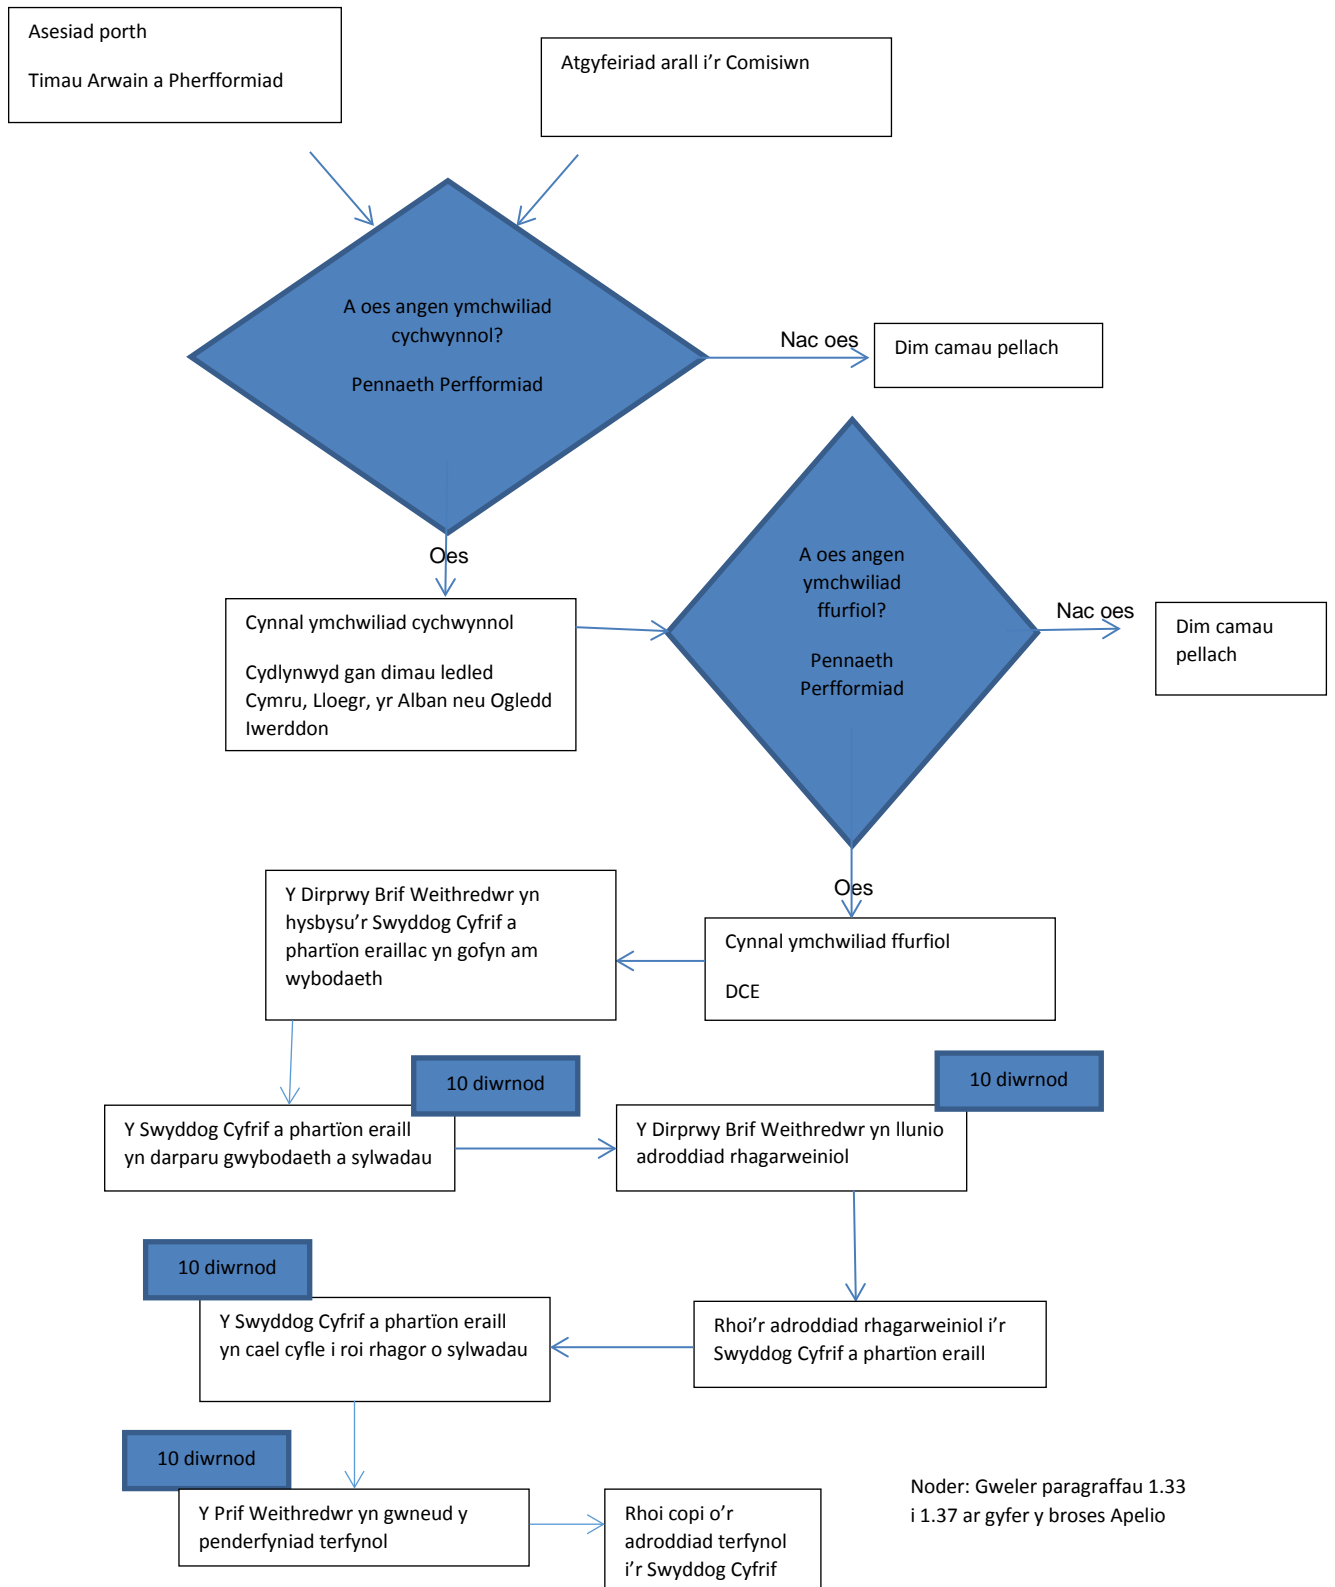 Asesiad porth
Timau Arwain a Pherfformiad
Atgyfeiriad arall i’r Comisiwn
A oes angen ymchwiliad
cychwynnol?
Pennaeth Perfformiad
Nac oes
Dim camau pellach
Oes
Cynnal ymchwiliad cychwynnol
Cydlynwyd gan dimau ledled
Cymru, Lloegr, yr Alban neu Ogledd
Iwerddon
A oes angen
ymchwiliad
ffurfiol?
Pennaeth
Perfformiad
Nac oes
Dim camau
pellach
Oes
Cynnal ymchwiliad ffurfiol
DCE
Y Dirprwy Brif Weithredwr yn
hysbysu’r Swyddog Cyfrif a
phartïon eraillac yn gofyn am
wybodaeth
10 diwrnod
Y Swyddog Cyfrif a phartïon eraill
yn darparu gwybodaeth a sylwadau
10 diwrnod
Y Dirprwy Brif Weithredwr yn llunio
adroddiad rhagarweiniol
Rhoi’r adroddiad rhagarweiniol i’r
Swyddog Cyfrif a phartïon eraill
10 diwrnod
Y Swyddog Cyfrif a phartïon eraill
yn cael cyfle i roi rhagor o sylwadau
10 diwrnod
Y Prif Weithredwr yn gwneud y
penderfyniad terfynol
Rhoi copi o’r
adroddiad terfynol
i’r Swyddog Cyfrif
Noder: Gweler paragraffau 1.33
i 1.37 ar gyfer y broses Apelio